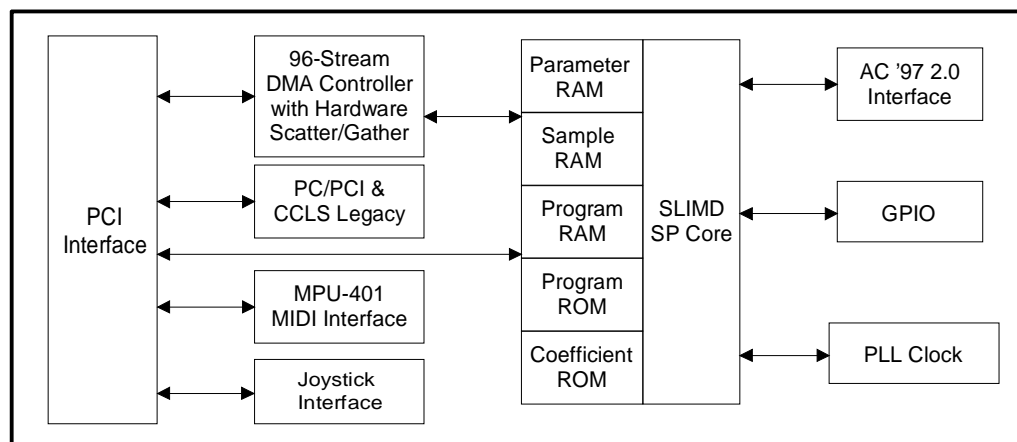 PCI
Interface
96-Stream
DMA Controller
with Hardware
Scatter/Gather
PC/PCI &
CCLS Legacy
MPU-401
MIDI Interface
Joystick
Interface
Parameter
RAM
Sample
RAM
Program
RAM
Program
ROM
Coefficient
ROM
SLIMD
SP Core
AC '97 2.0
Interface
GPIO
PLL Clock